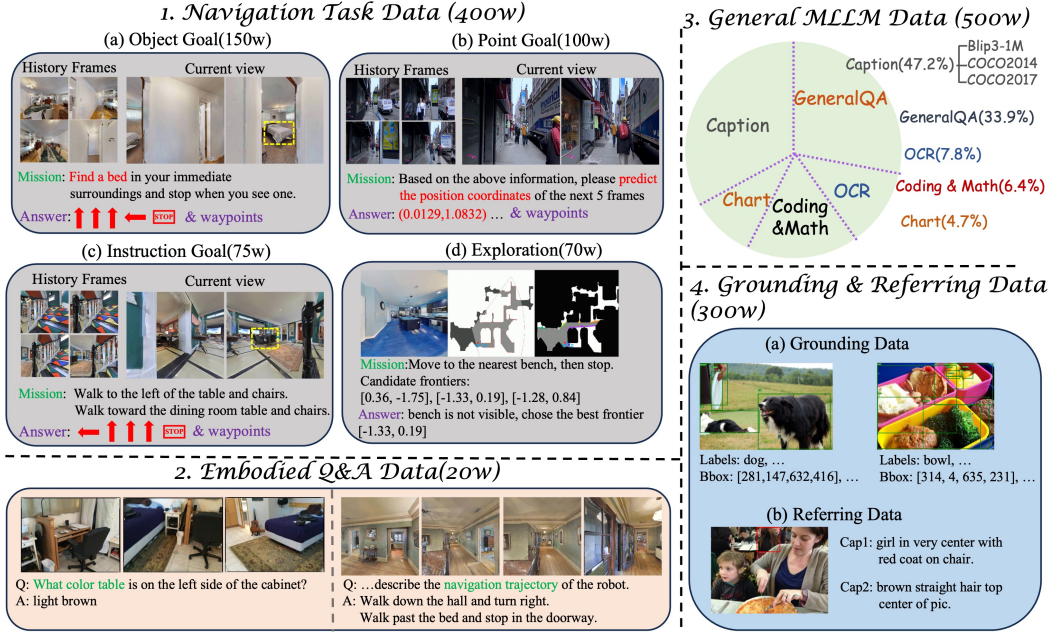 1. Navigation Task Data (400w)
(a) Object Goal(150w)
History Frames
Current view
Mission: Find a bed in your immediate
surroundings and stop when you see one.
Answer:
STOP
& waypoints
(b) Point Goal(100w)
History Frames
Current view
Mission: Based on the above information, please predict
the position coordinates of the next 5 frames
Answer: (0.0129,1.0832) … & waypoints
(c) Instruction Goal(75w)
History Frames
Current view
Mission: Walk to the left of the table and chairs.
Walk toward the dining room table and chairs.
Answer:
STOP
& waypoints
(d) Exploration(70w)
Mission:Move to the nearest bench, then stop.
Candidate frontiers:
[0.36, -1.75], [-1.33, 0.19], [-1.28, 0.84]
Answer: bench is not visible, chose the best frontier
[-1.33, 0.19]
2. Embodied Q&A Data(20w)
Q: What color table is on the left side of the cabinet?
A: light brown
Q: …describe the navigation trajectory of the robot.
A: Walk down the hall and turn right.
Walk past the bed and stop in the doorway.
3. General MLLM Data (500w)
Caption
GeneralQA
Chart
Coding
&Math
OCR
Caption(47.2%)
Blip3-1M
COCO2014
COCO2017
GeneralQA(33.9%)
OCR(7.8%)
Coding & Math(6.4%)
Chart(4.7%)
4. Grounding & Referring Data
(300w)
(a) Grounding Data
Labels: dog, …
Bbox: [281,147,632,416], …
Labels: bowl, …
Bbox: [314, 4, 635, 231], …
(b) Referring Data
Cap1: girl in very center with
red coat on chair.
Cap2: brown straight hair top
center of pic.